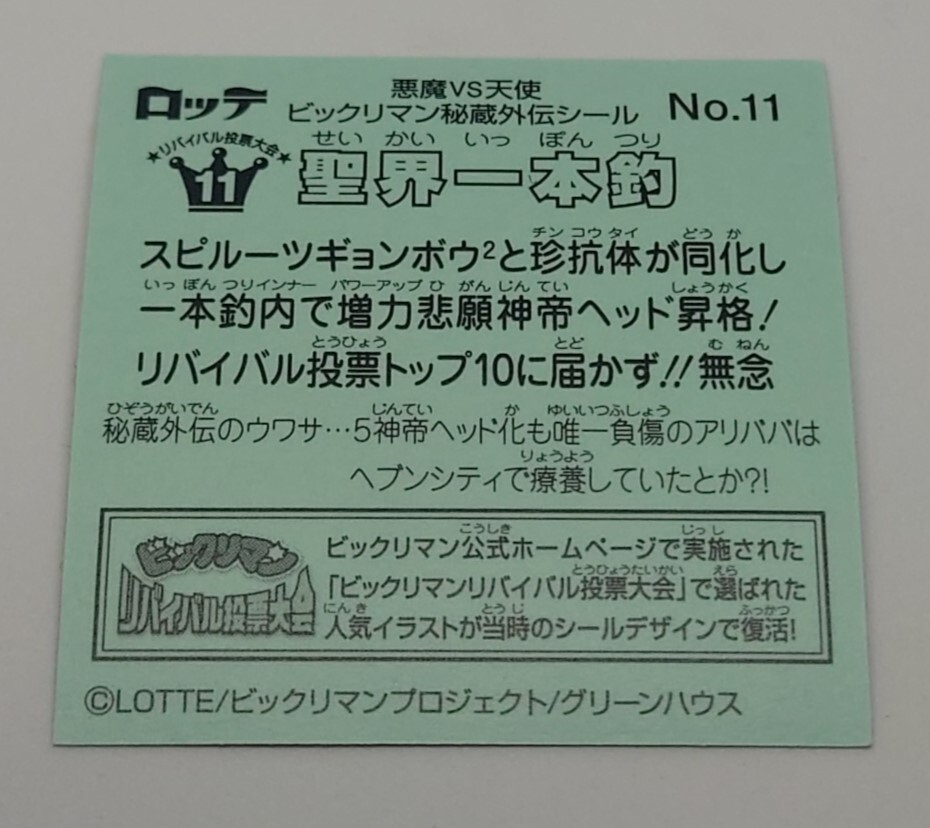 ロッテ
悪魔VS天使
ビックリマン秘蔵外伝シール
No.11
★リバイバル投票大会★
11
せい かい いっ ぽん つり
聖界一本釣
チン コウ タイ どう か
スピルーツギョンボウ²と珍抗体が同化し
いっ ぽん つりインナー パワーアップ ひ がん じん てい しょうかく
一本釣内で増力悲願神帝ヘッド昇格!
とうひょう とど む ねん
リバイバル投票トップ10に届かず!!無念
ひぞうがいでん じんてい か ゆいいつふしょう
秘蔵外伝のウワサ…5神帝ヘッド化も唯一負傷のアリババは
りょうよう
ヘブンシティで療養していたとか?!
ビックリマン
リバイバル投票大会
こうしき じっし
ビックリマン公式ホームページで実施された
とうひょうたいかい えら
「ビックリマンリバイバル投票大会」で選ばれた
にんき とうじ ふっかつ
人気イラストが当時のシールデザインで復活!
©LOTTE/ビックリマンプロジェクト/グリーンハウス